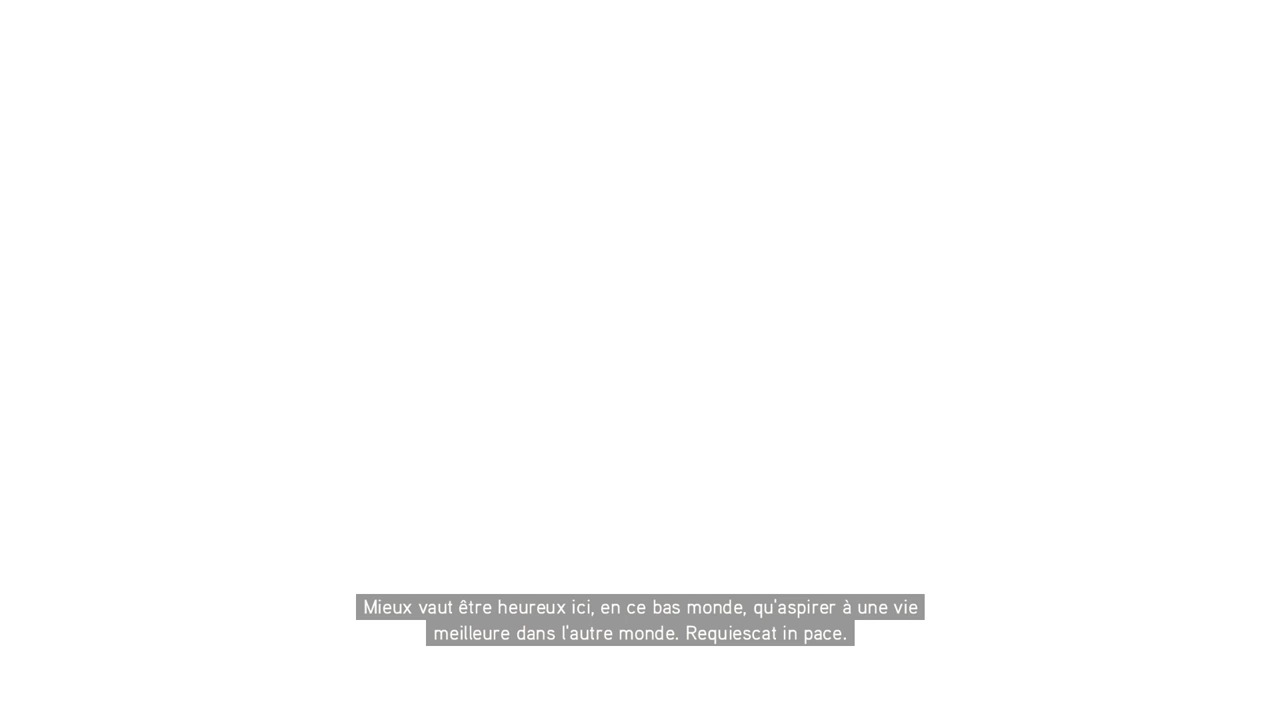 Mieux vaut être heureux ici, en ce bas monde, qu'aspirer à une vie
meilleure dans l'autre monde. Requiescat in pace.